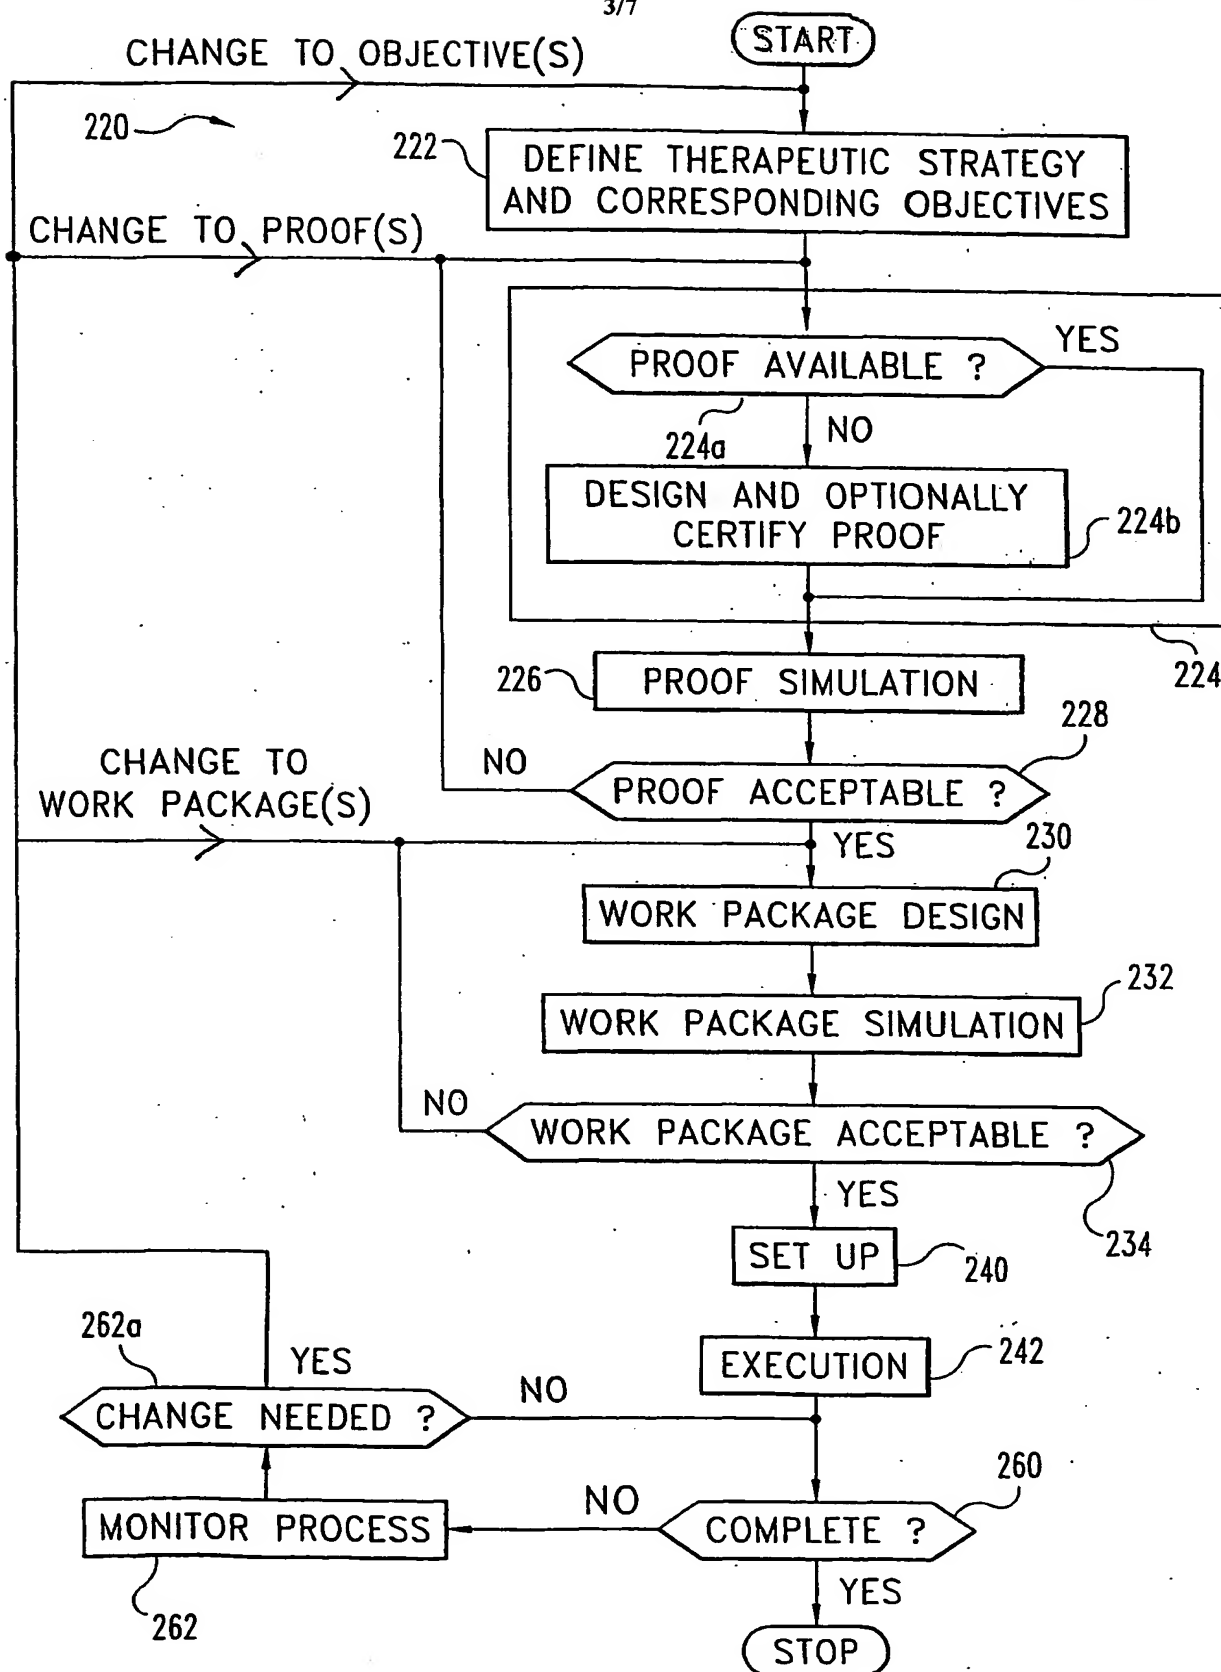 3/7
START
CHANGE TO OBJECTIVE(S)
220
222
DEFINE THERAPEUTIC STRATEGY
AND CORRESPONDING OBJECTIVES
CHANGE TO PROOF(S)
PROOF AVAILABLE ?
YES
224a
NO
DESIGN AND OPTIONALLY
CERTIFY PROOF
224b
224
226
PROOF SIMULATION
228
NO
PROOF ACCEPTABLE ?
CHANGE TO
WORK PACKAGE(S)
YES
230
WORK PACKAGE DESIGN
232
WORK PACKAGE SIMULATION
NO
WORK PACKAGE ACCEPTABLE ?
YES
234
SET UP
240
262a
YES
EXECUTION
242
CHANGE NEEDED ?
NO
260
MONITOR PROCESS
NO
COMPLETE ?
262
YES
STOP